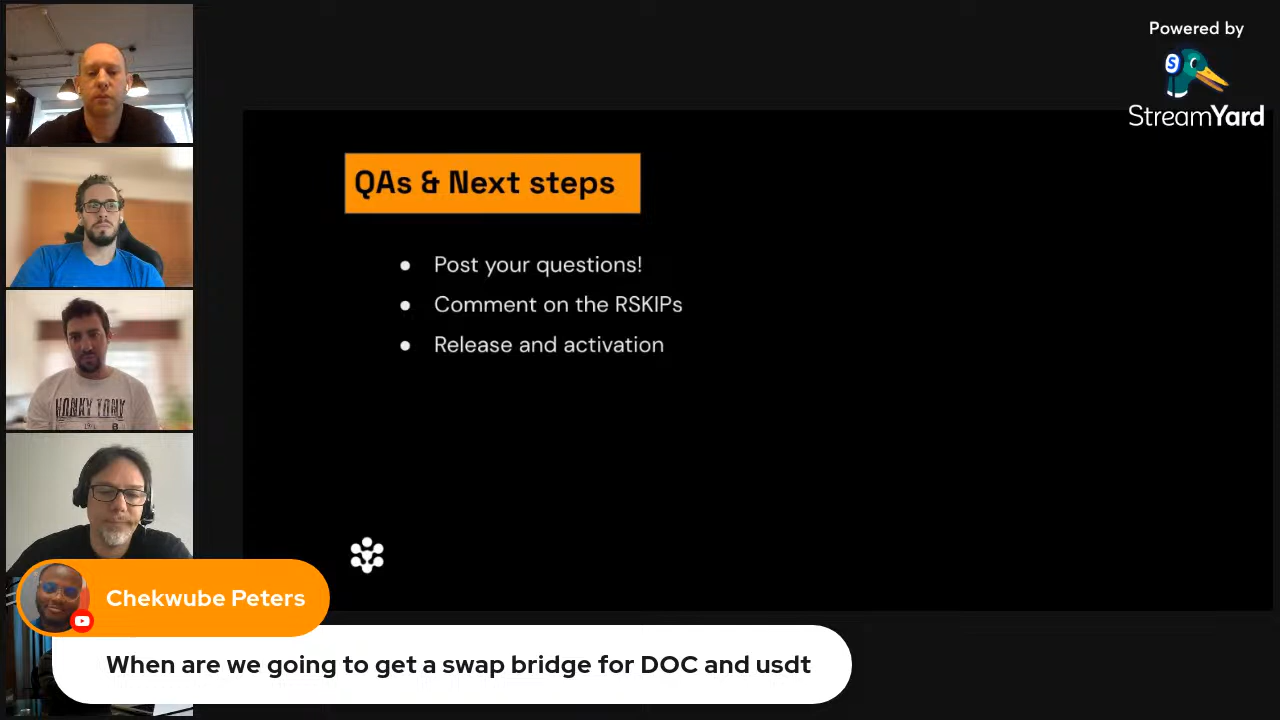 Powered by
S
StreamYard
QAs & Next steps
Post your questions!
Comment on the RSKIPs
Release and activation
Chekwube Peters
When are we going to get a swap bridge for DOC and usdt